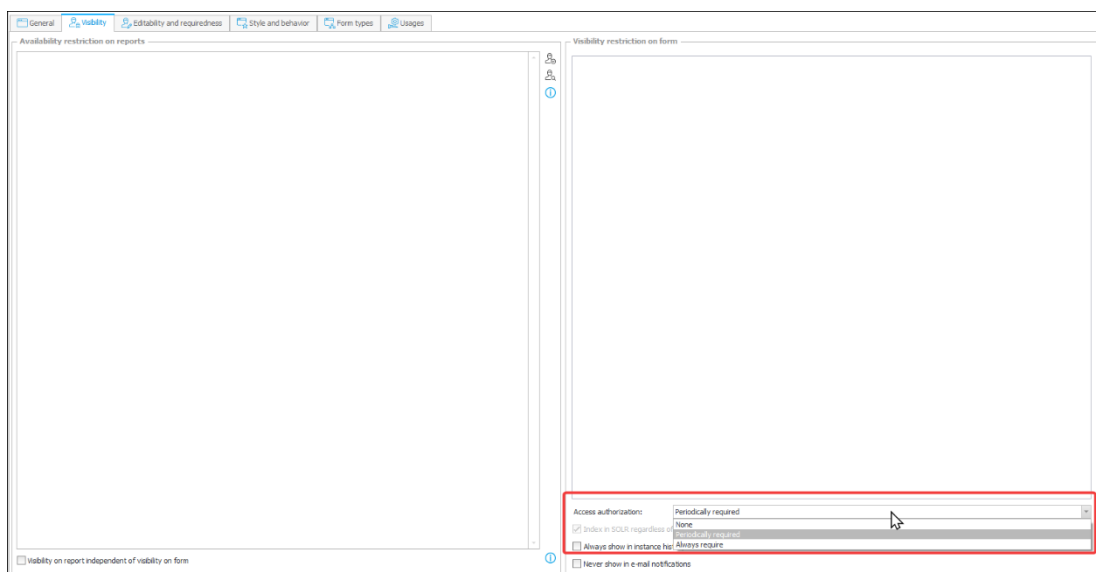 General Visibility Editability and requiredness Style and behavior Form types Usages
Availability restriction on reports
Visibility on report independent of visibility on form
Visibility restriction on form
Access authorization: Periodically required
None
Periodically required
Always require
Index in SOLR regardless of
Always show in instance his
Never show in e-mail notifications